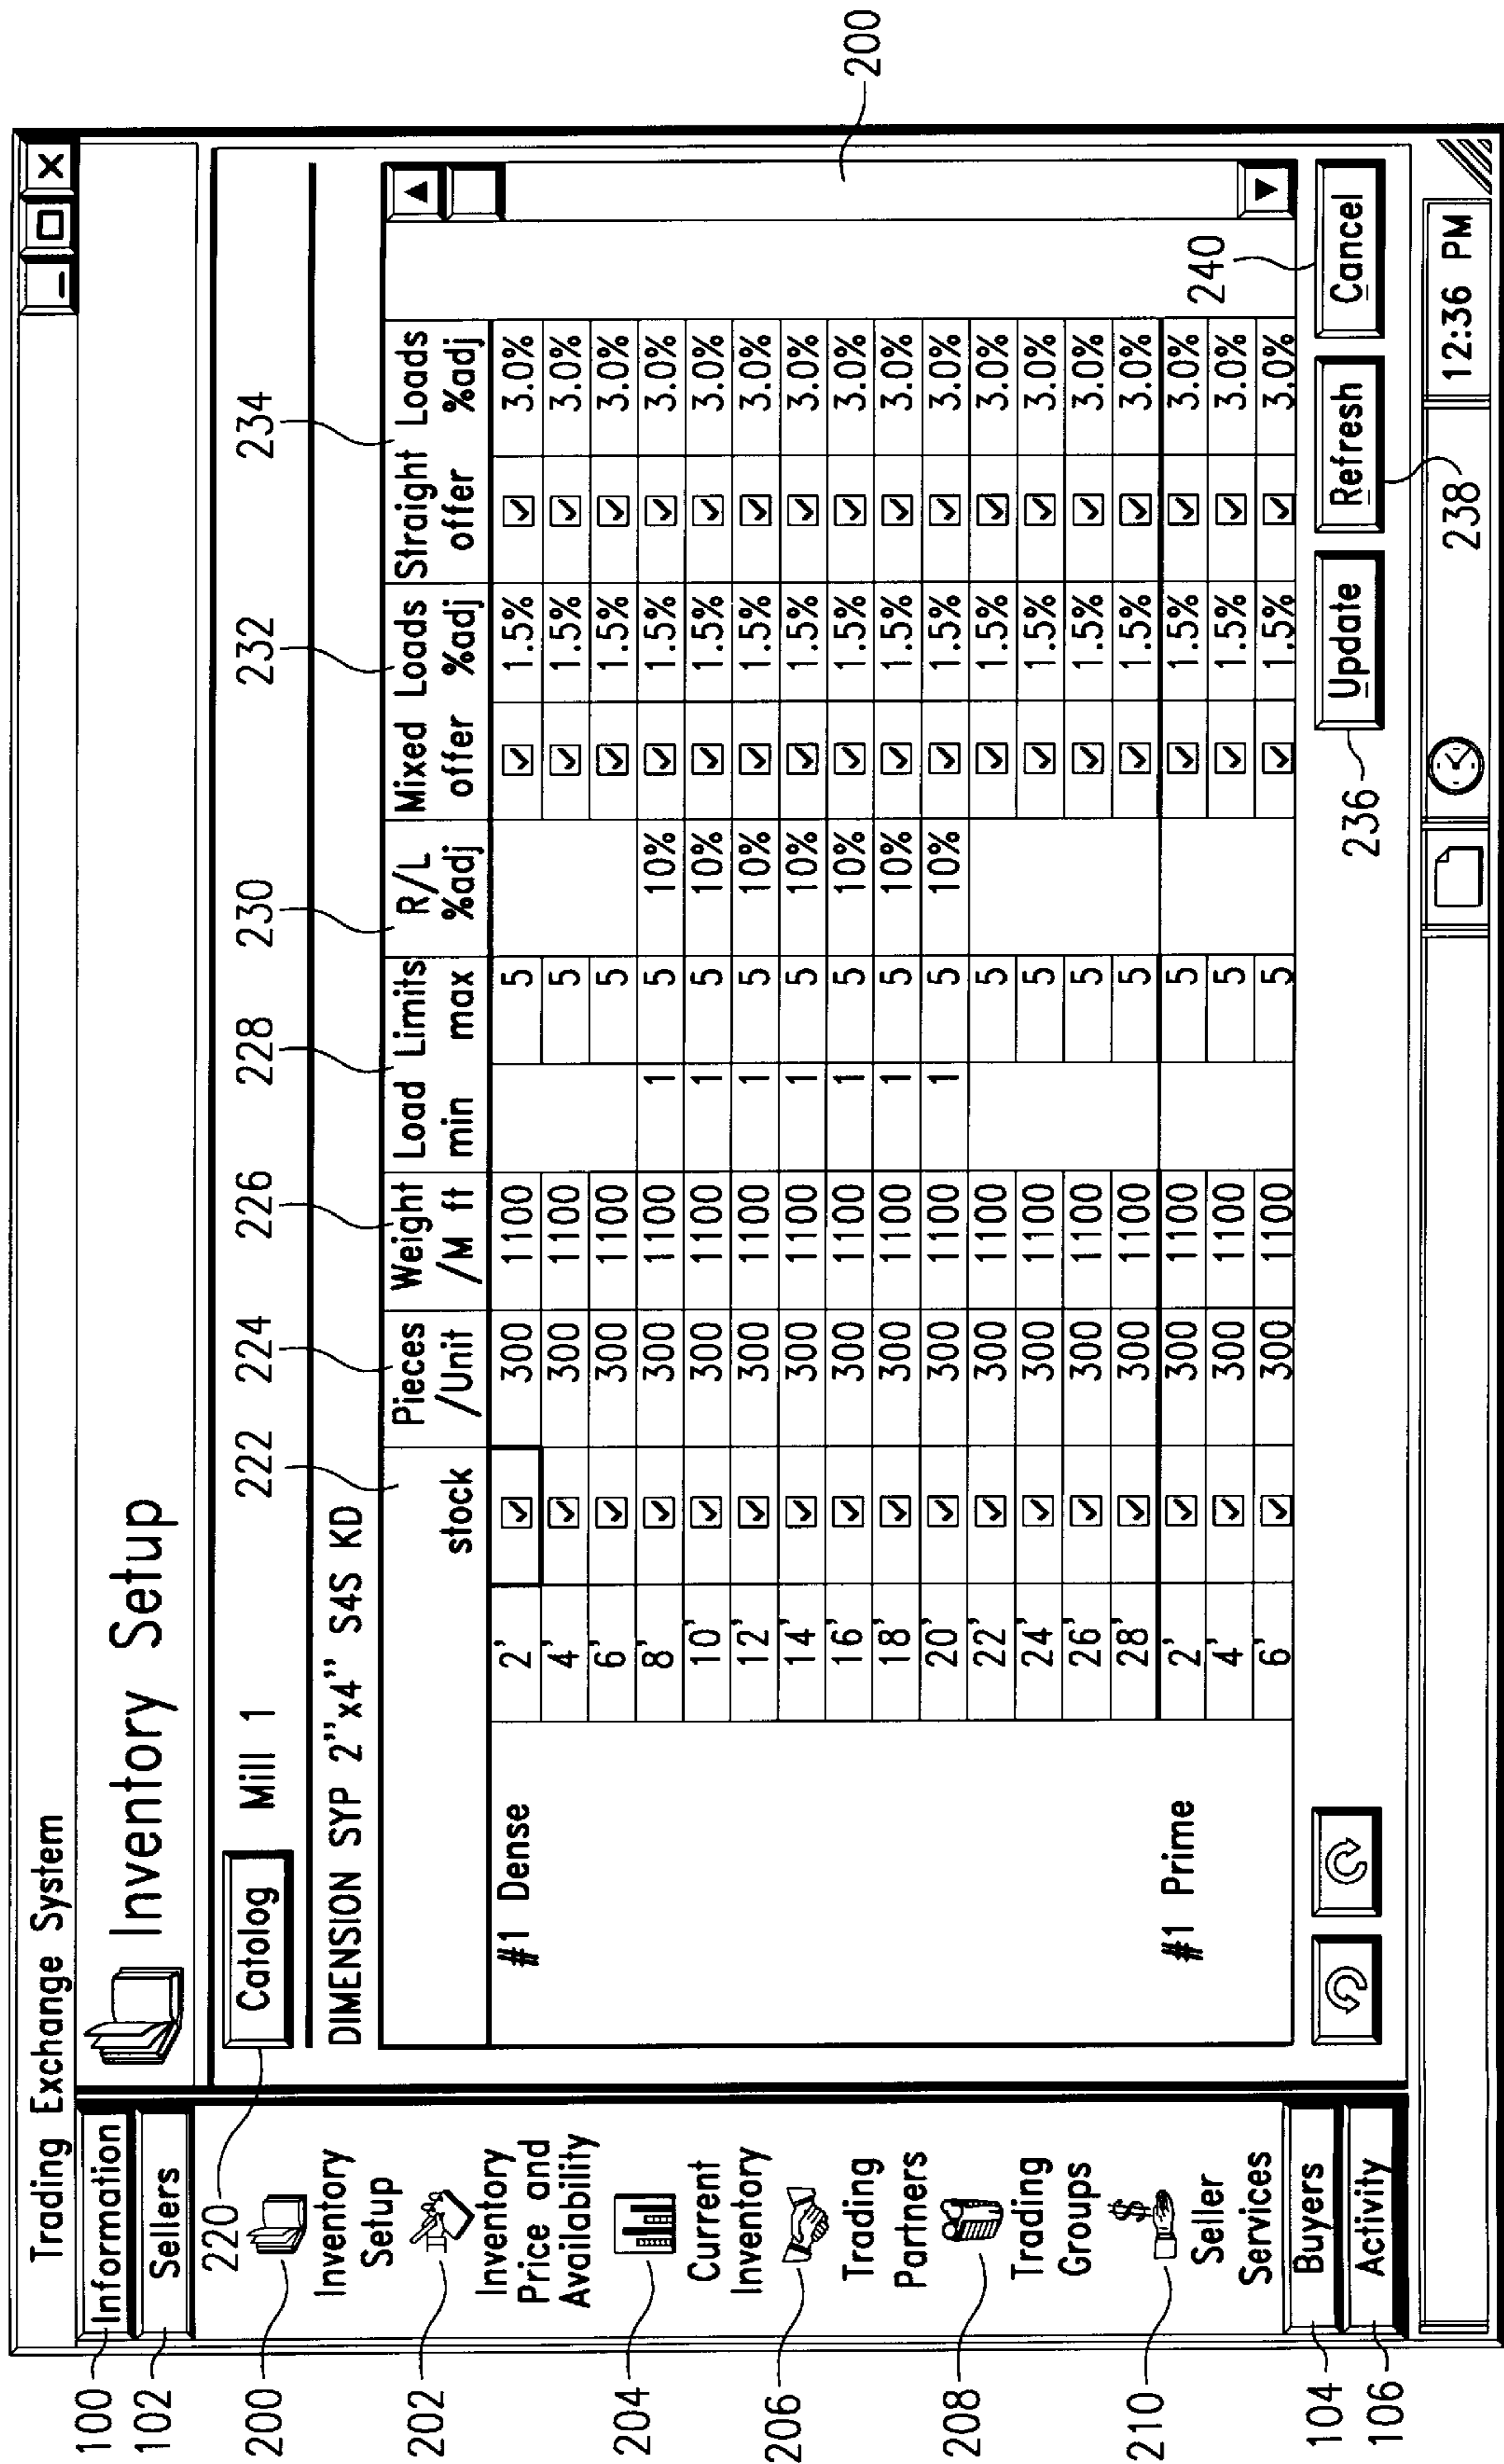 Trading Exchange System
100 Information
102 Sellers
220
200 Inventory Setup
202 Inventory Price and Availability
204 Current Inventory
206 Trading Partners
208 Trading Groups
210 Seller Services
104 Buyers
106 Activity
Inventory Setup
Catolog Mill 1
222 224 226 228 230 232 234
DIMENSION SYP 2"x4" S4S KD
stock Pieces /Unit Weight /M ft Load Limits min max R/L %adj Mixed Loads offer %adj Straight Loads offer %adj
#1 Dense 2' 300 1100 5 1.5% 3.0%
4' 300 1100 5 1.5% 3.0%
6' 300 1100 5 1.5% 3.0%
8' 300 1100 1 5 10% 1.5% 3.0%
10' 300 1100 1 5 10% 1.5% 3.0%
12' 300 1100 1 5 10% 1.5% 3.0%
14' 300 1100 1 5 10% 1.5% 3.0%
16' 300 1100 1 5 10% 1.5% 3.0%
18' 300 1100 1 5 10% 1.5% 3.0%
20' 300 1100 1 5 10% 1.5% 3.0%
22' 300 1100 5 1.5% 3.0%
24' 300 1100 5 1.5% 3.0%
26' 300 1100 5 1.5% 3.0%
28' 300 1100 5 1.5% 3.0%
#1 Prime 2' 300 1100 5 1.5% 3.0%
4' 300 1100 5 1.5% 3.0%
6' 300 1100 5 1.5% 3.0%
200
240
236 Update Refresh Cancel
238
12:36 PM